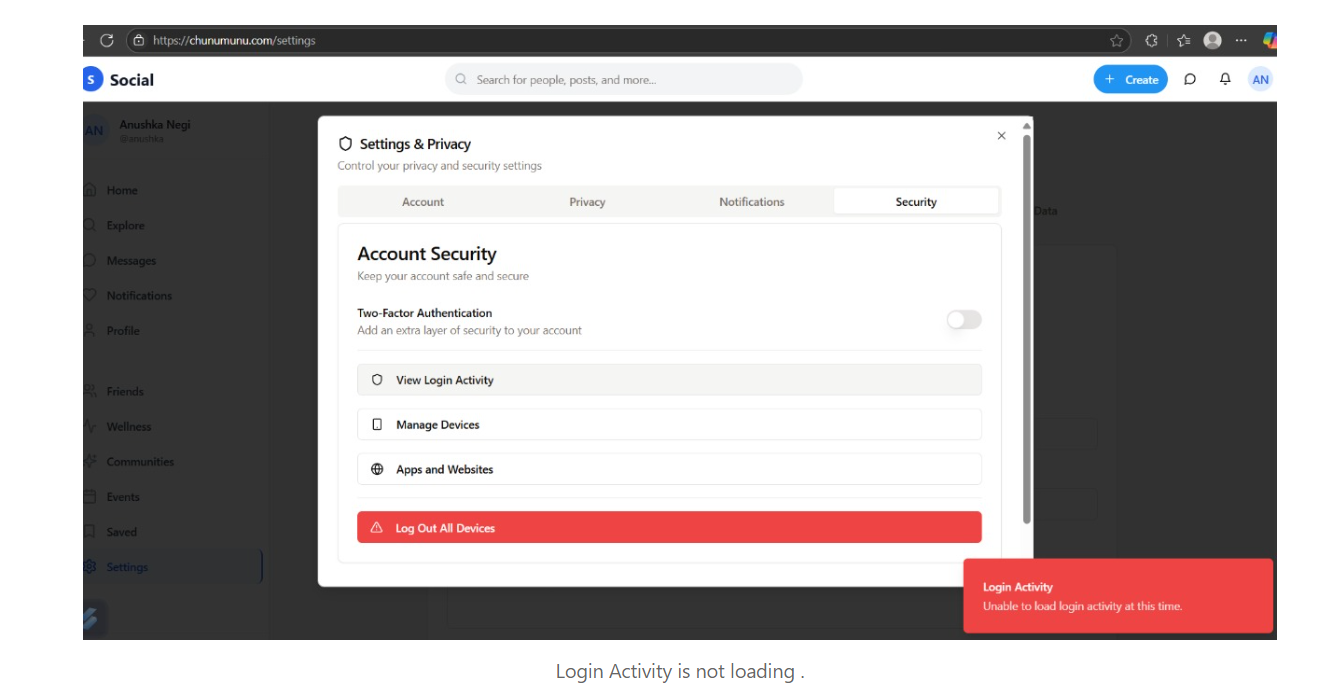 https://chunumunu.com/settings
S Social
Search for people, posts, and more...
+ Create
AN
AN Anushka Negi
@anushka
Home
Explore
Messages
Notifications
Profile
Friends
Wellness
Communities
Events
Saved
Settings
Settings & Privacy
Control your privacy and security settings
Account Privacy Notifications Security
Data
Account Security
Keep your account safe and secure
Two-Factor Authentication
Add an extra layer of security to your account
View Login Activity
Manage Devices
Apps and Websites
Log Out All Devices
Login Activity
Unable to load login activity at this time.
Login Activity is not loading .